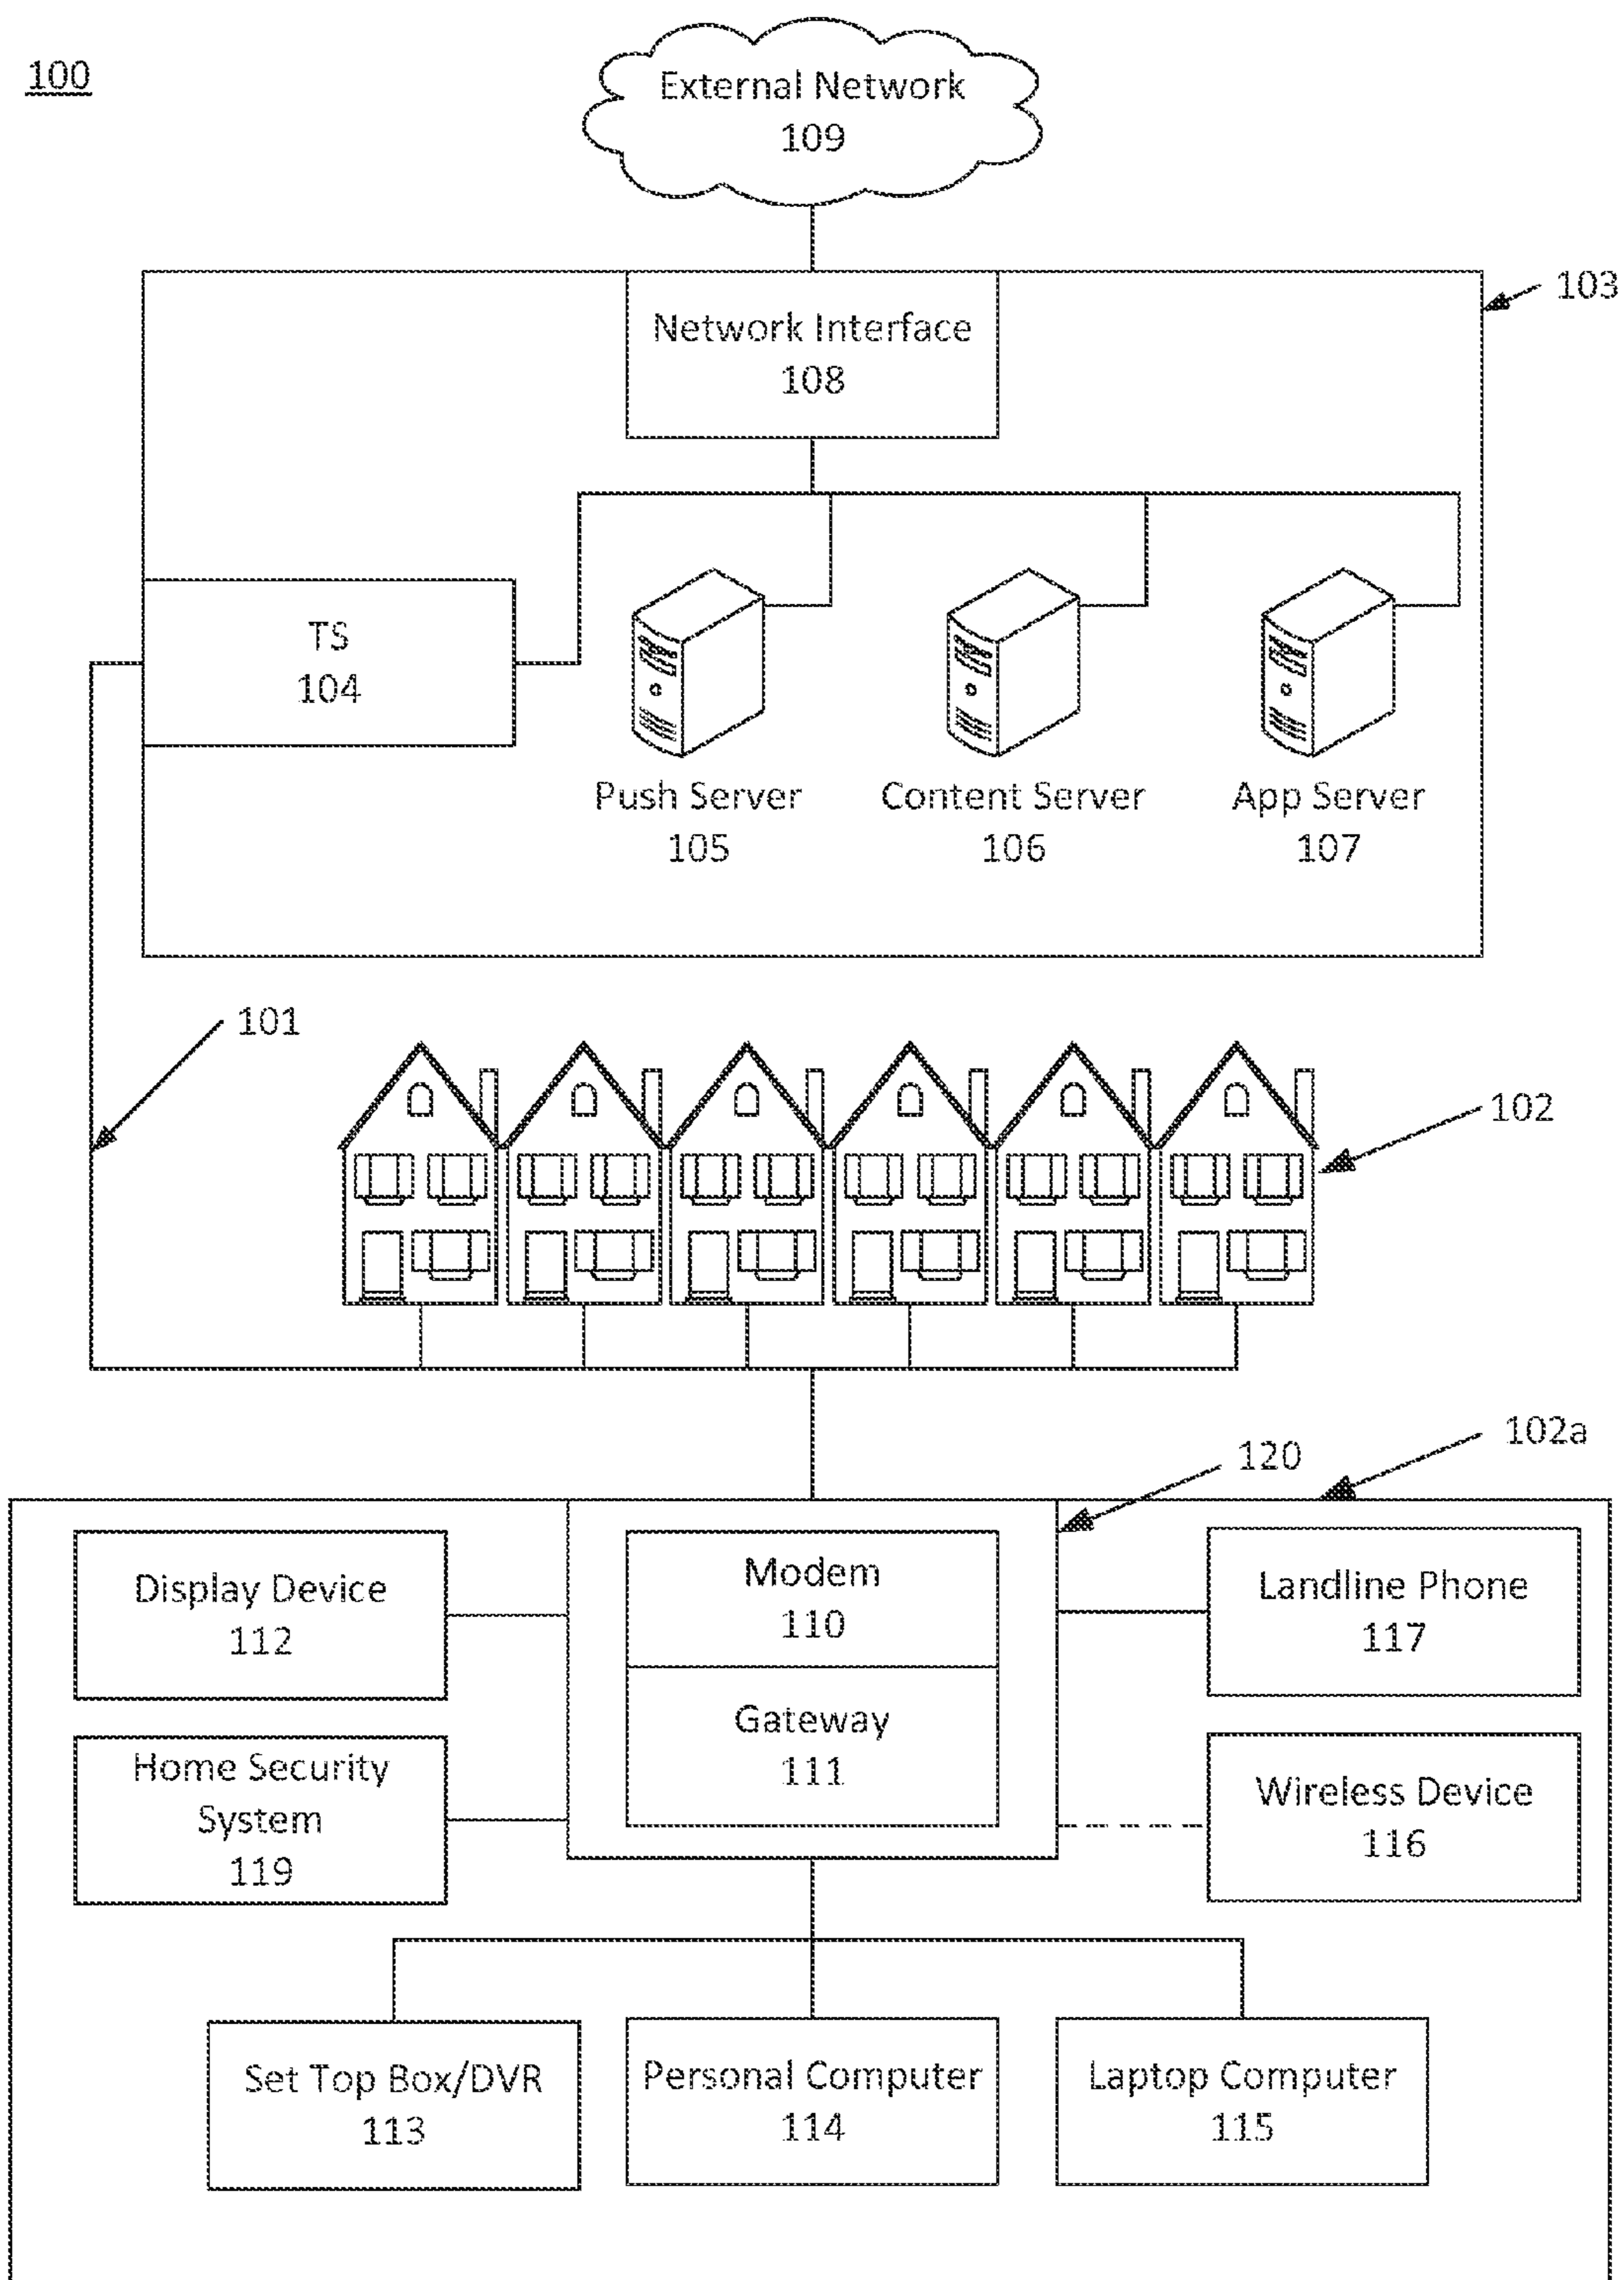 100
External Network
109
103
Network Interface
108
TS
104
Push Server
105
Content Server
106
App Server
107
101
102
102a
120
Display Device
112
Modem
110
Landline Phone
117
Gateway
111
Home Security
System
119
Wireless Device
116
Set Top Box/DVR
113
Personal Computer
114
Laptop Computer
115